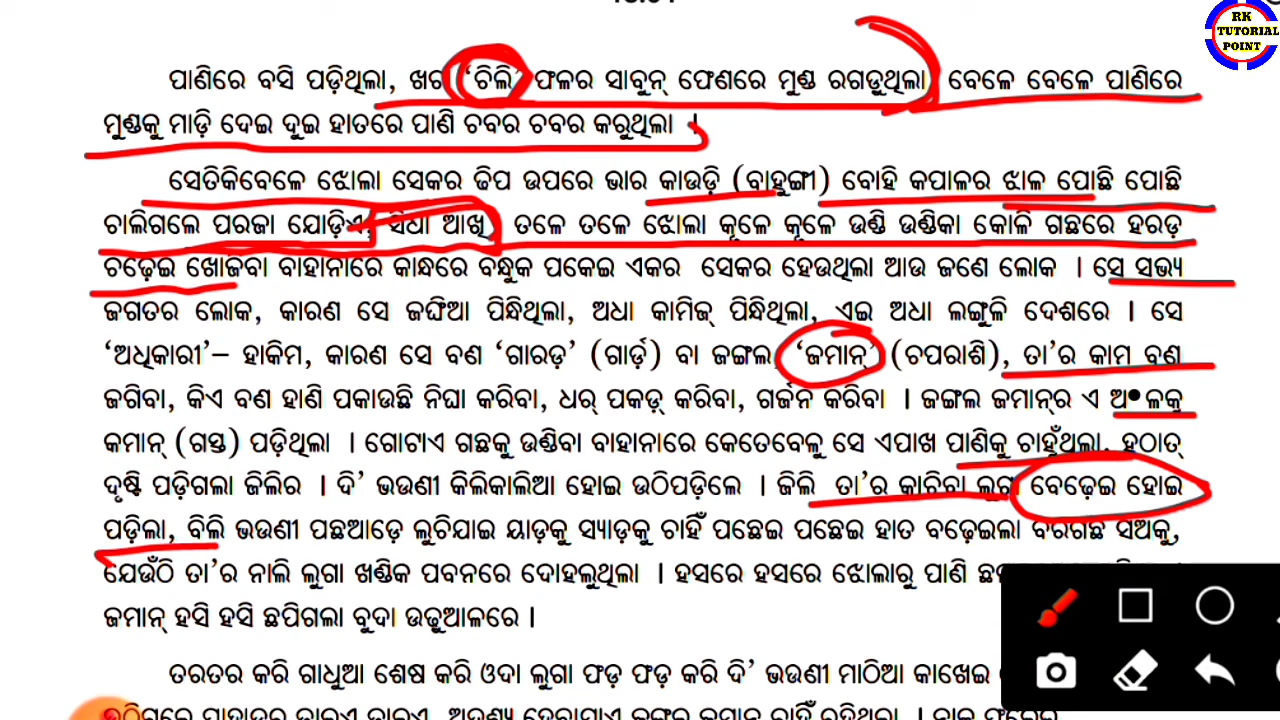 RK
TUTORIAL
POINT
ପାଣିରେ ବସି ପଡ଼ିଥିଲା, ଖରା ‘ଚିଲି’ ଫଳର ସାବୁନ୍ ଫେଣରେ ମୁଣ୍ଡ ରଗଡୁଥିଲା ବେଳେ ବେଳେ ପାଣିରେ
ମୁଣ୍ଡକୁ ମାଡ଼ି ଦେଇ ଦୁଇ ହାତରେ ପାଣି ଚବର ଚବର କରୁଥିଲା ।
ସେତିକିବେଳେ ଝୋଲା ସେକର ଢିପ ଉପରେ ଭାର କାଉଡ଼ି (ବାହୁଙ୍ଗୀ) ବୋହି କପାଳର ଝାଳ ପୋଛି ପୋଛି
ଚାଲିଗଲେ ପରଜା ଯୋଡ଼ିଏ, ସିଧା ଆଖି, ତଳେ ତଳେ ଝୋଲା କୂଳେ କୂଳେ ଉଣ୍ଡି ଉଣ୍ଡିକା କୋଳି ଗଛରେ ହରଡ଼
ଚଢ଼େଇ ଖୋଜିବା ବାହାନାରେ କାନ୍ଧରେ ବନ୍ଧୁକ ପକେଇ ଏକର ସେକର ହେଉଥିଲା ଆଉ ଜଣେ ଲୋକ । ସେ ସଭ୍ୟ
ଜଗତର ଲୋକ, କାରଣ ସେ ଜଙ୍ଘିଆ ପିନ୍ଧିଥିଲା, ଅଧା କାମିଜ୍ ପିନ୍ଧିଥିଲା, ଏଇ ଅଧା ଲଙ୍ଗୁଳି ଦେଶରେ । ସେ
‘ଅଧିକାରୀ’– ହାକିମ, କାରଣ ସେ ବଣ ‘ଗାରଡ଼’ (ଗାର୍ଡ଼) ବା ଜଙ୍ଗଲ ‘ଜମାନ୍’ (ଚପରାଶି), ତା’ର କାମ ବଣ
ଜଗିବା, କିଏ ବଣ ହାଣି ପକାଉଛି ନିଘା କରିବା, ଧର୍ ପକଡ଼୍ କରିବା, ଗର୍ଜନ କରିବା । ଜଙ୍ଗଲ ଜମାନ୍‌ର ଏ
କମାନ୍ (ଗସ୍ତ) ପଡ଼ିଥିଲା । ଗୋଟାଏ ଗଛକୁ ଉଣ୍ଡିବା ବାହାନାରେ କେତେବେଳୁ ସେ ଏପାଖ ପାଣିକୁ ଚାହୁଁଥିଲା, ହଠାତ୍
ଦୃଷ୍ଟି ପଡ଼ିଗଲା ଜିଲିର । ଦି’ ଭଉଣୀ କିଲିକାଲିଆ ହୋଇ ଉଠିପଡ଼ିଲେ । ଜିଲି ତା’ର କାଚିବା ଲୁଗା ବେଢ଼େଇ ହୋଇ
ପଡ଼ିଲା, ବିଲି ଭଉଣୀ ପଛଆଡ଼େ ଲୁଚିଯାଇ ୟାଡ଼କୁ ସ୍ୟାଡ଼କୁ ଚାହିଁ ପଛେଇ ପଛେଇ ହାତ ବଢ଼େଇଲା ବରଗଛ ସଅକୁ,
ଯେଉଁଠି ତା’ର ନାଲି ଲୁଗା ଖଣ୍ଡିକ ପବନରେ ଦୋହଲୁଥିଲା । ହସରେ ହସରେ ଝୋଲାରୁ ପାଣି
ଜମାନ୍ ହସି ହସି ଛପିଗଲା ବୁଦା ଉଢୁଆଳରେ ।
ତରତର କରି ଗାଧୁଆ ଶେଷ କରି ଓଦା ଲୁଗା ଫଡ଼ ଫଡ଼ କରି ଦି’ ଭଉଣୀ ମାଠିଆ କାଖେଇ